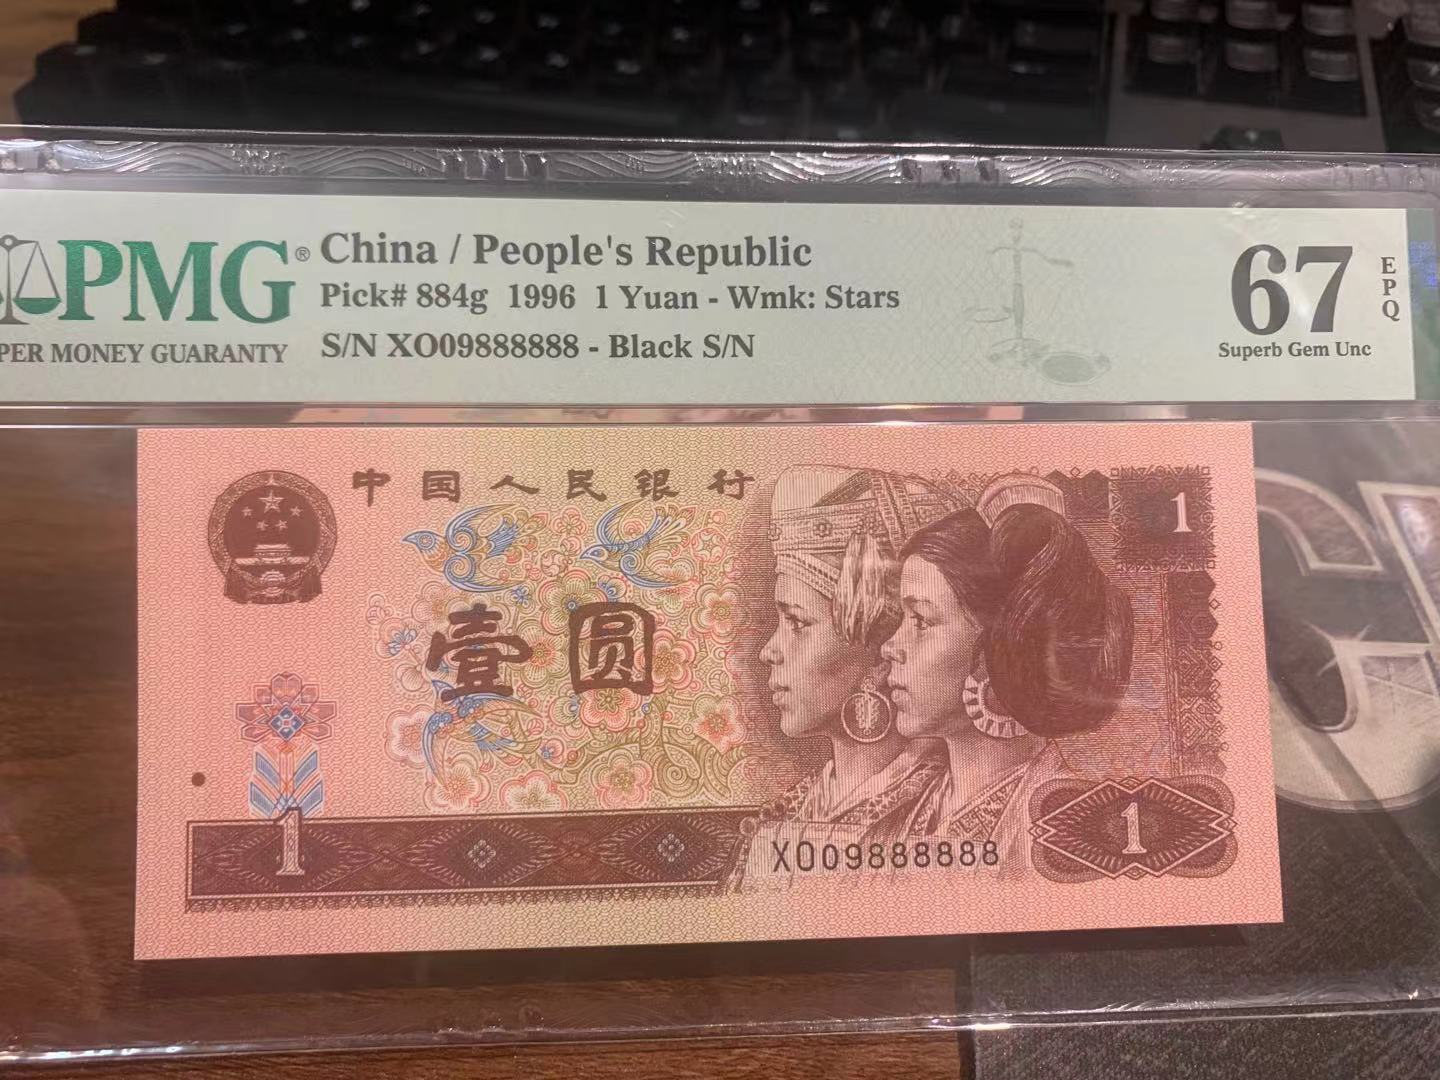 PMG®
PER MONEY GUARANTY
China / People's Republic
Pick# 884g 1996 1 Yuan - Wmk: Stars
S/N XO09888888 - Black S/N
67
EPQ
Superb Gem Unc
中国人民银行
1
壹圆
1
XO09888888
1